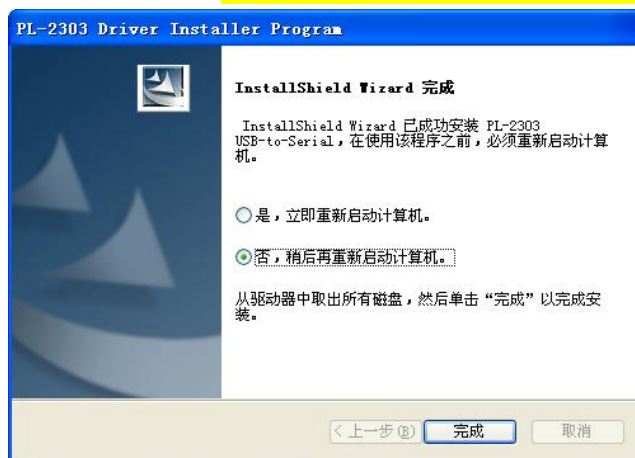 PL-2303 Driver Installer Program
InstallShield Wizard 完成
InstallShield Wizard 已成功安装 PL-2303
USB-to-Serial，在使用该程序之前，必须重新启动计算
机。
是，立即重新启动计算机。
否，稍后再重新启动计算机。
从驱动器中取出所有磁盘，然后单击“完成”以完成安
装。
<上一步(B) 完成 取消